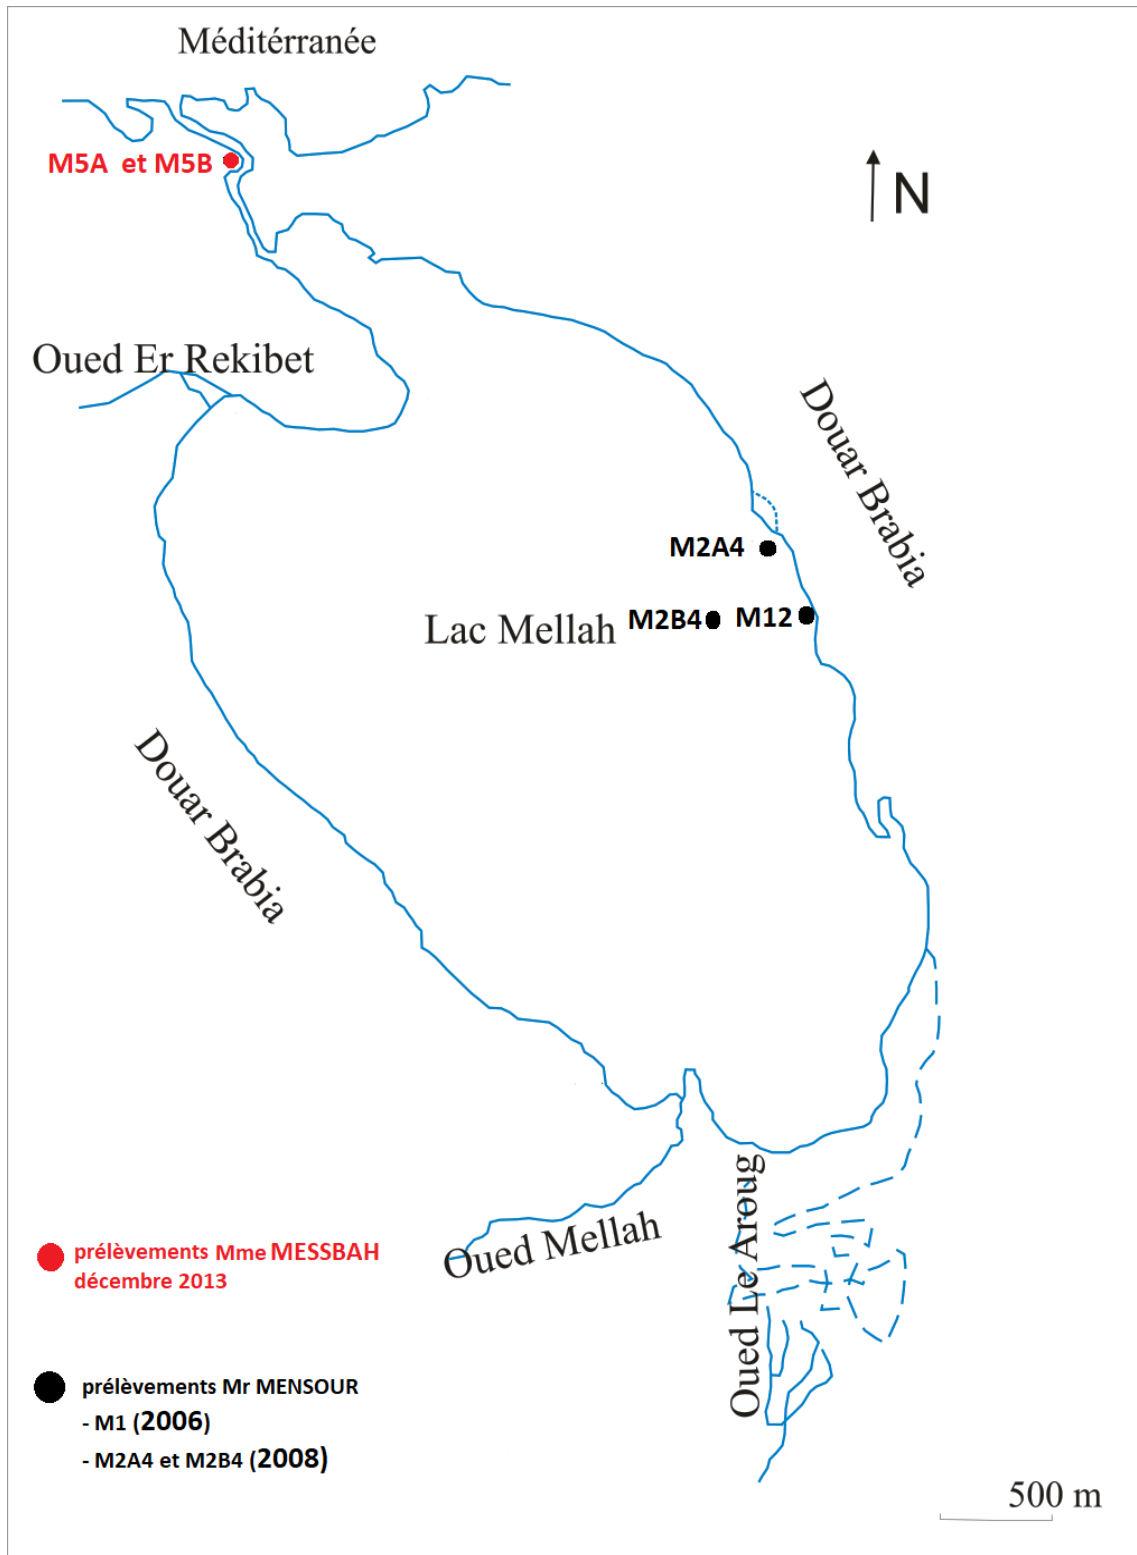 Méditérranée
M5A et M5B
N
Oued Er Rekibet
Douar Brabia
M2A4
M2B4
M12
Lac Mellah
Douar Brabia
Oued Le Aroug
Oued Mellah
prélèvements Mme MESSBAH
décembre 2013
prélèvements Mr MENSOUR
- M1 (2006)
- M2A4 et M2B4 (2008)
500 m